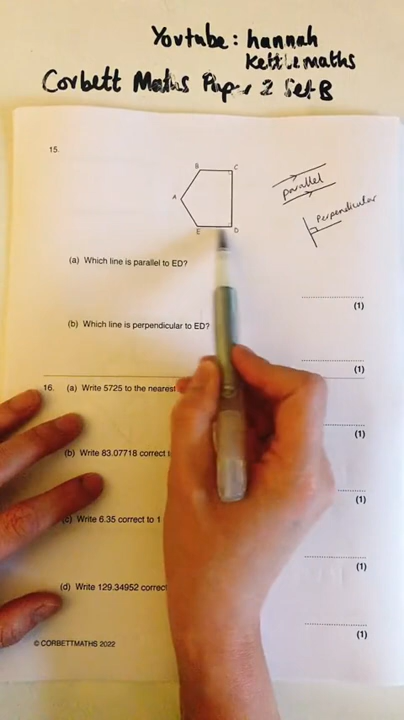 Youtube: hannah
kettlemaths
Corbett Maths Paper 2 Set B
15.
B C
A
E D
parallel
Perpendicular
(a) Which line is parallel to ED?
(1)
(b) Which line is perpendicular to ED?
(1)
16. (a) Write 5725 to the nearest
(1)
(b) Write 83.07718 correct
(1)
(c) Write 6.35 correct to 1
(1)
(d) Write 129.34952 correct
(1)
© CORBETTMATHS 2022